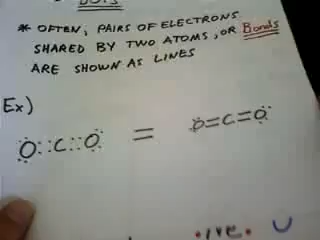 DOTS
* OFTEN, PAIRS OF ELECTRONS
SHARED BY TWO ATOMS, OR Bonds
ARE SHOWN AS LINES
Ex)
:Ö::C::Ö: = :Ö=C=Ö: